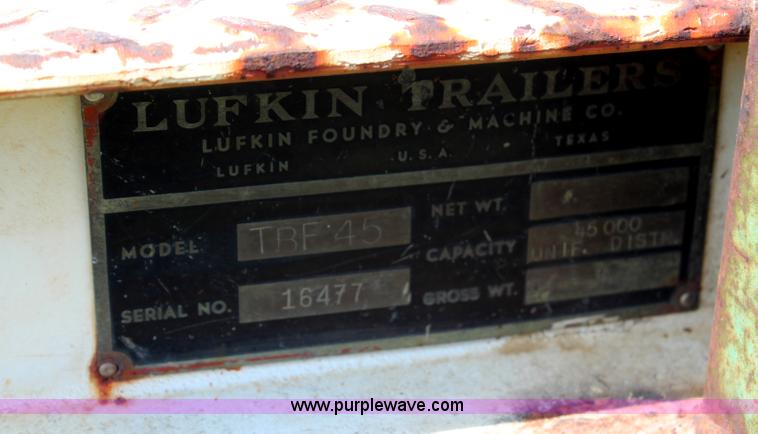 LUFKIN TRAILERS
LUFKIN FOUNDRY & MACHINE CO.
LUFKIN U.S.A. TEXAS
MODEL TBF 45
SERIAL NO. 16477
NET WT.
CAPACITY 45000 UNIF. DISTR.
GROSS WT.
www.purplewave.com